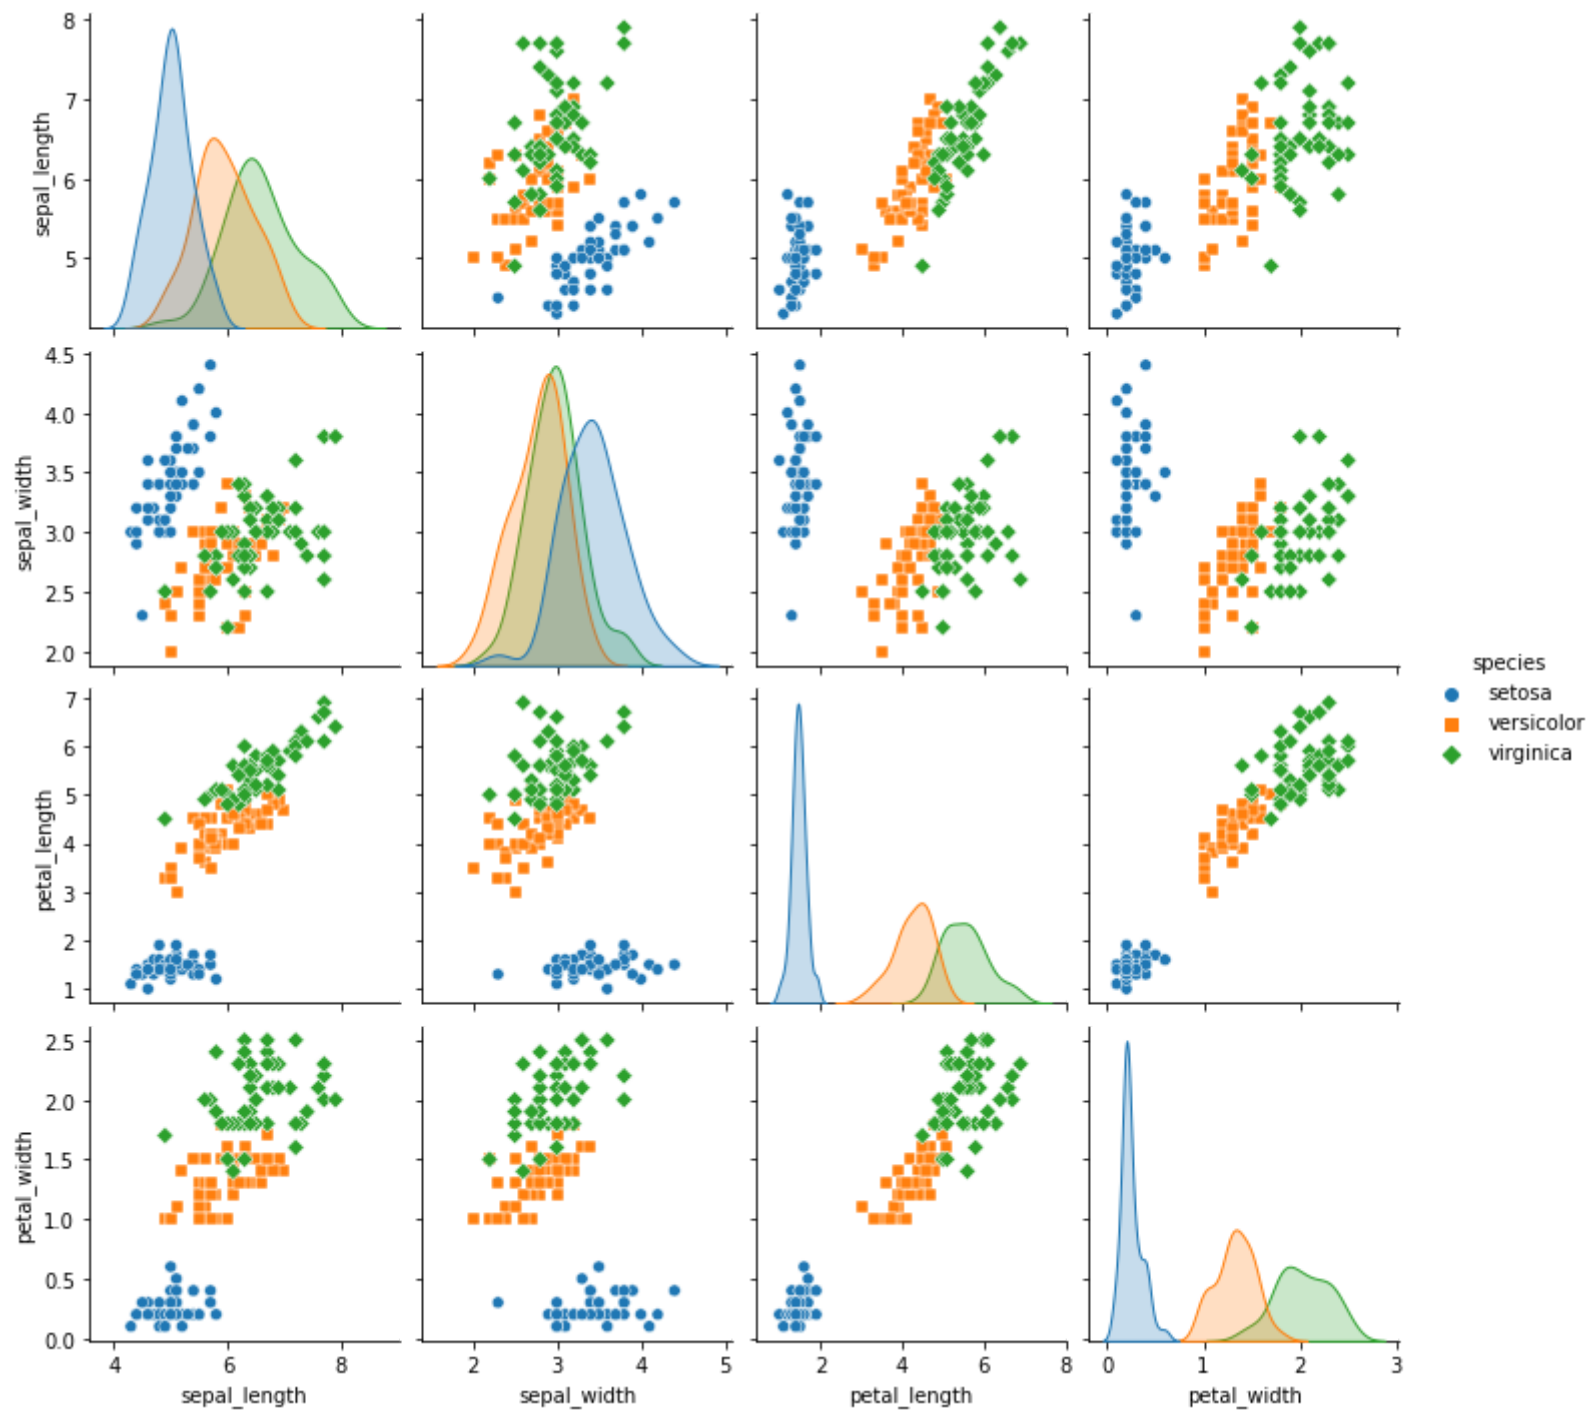 8
7
6
5
sepal_length
4.5
4.0
3.5
3.0
2.5
2.0
sepal_width
species
setosa
versicolor
virginica
7
6
5
4
3
2
1
petal_length
2.5
2.0
1.5
1.0
0.5
0.0
petal_width
4 6 8 2 3 4 5 2 4 6 8 0 1 2 3
sepal_length sepal_width petal_length petal_width